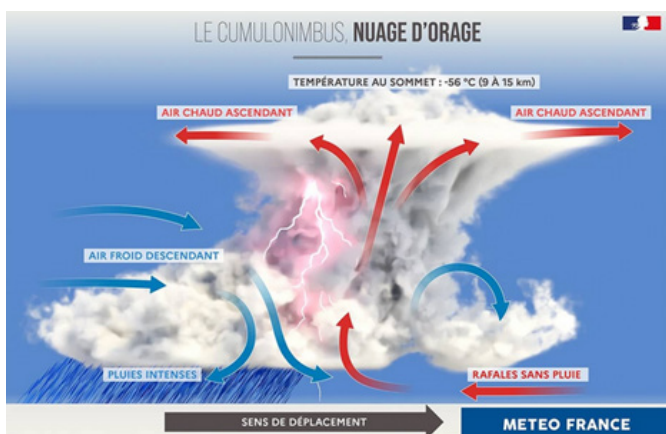 LE CUMULONIMBUS, NUAGE D'ORAGE
TEMPÉRATURE AU SOMMET : -56 °C (9 À 15 km)
AIR CHAUD ASCENDANT
AIR CHAUD ASCENDANT
AIR FROID DESCENDANT
PLUIES INTENSES
RAFALES SANS PLUIE
SENS DE DÉPLACEMENT
METEO FRANCE